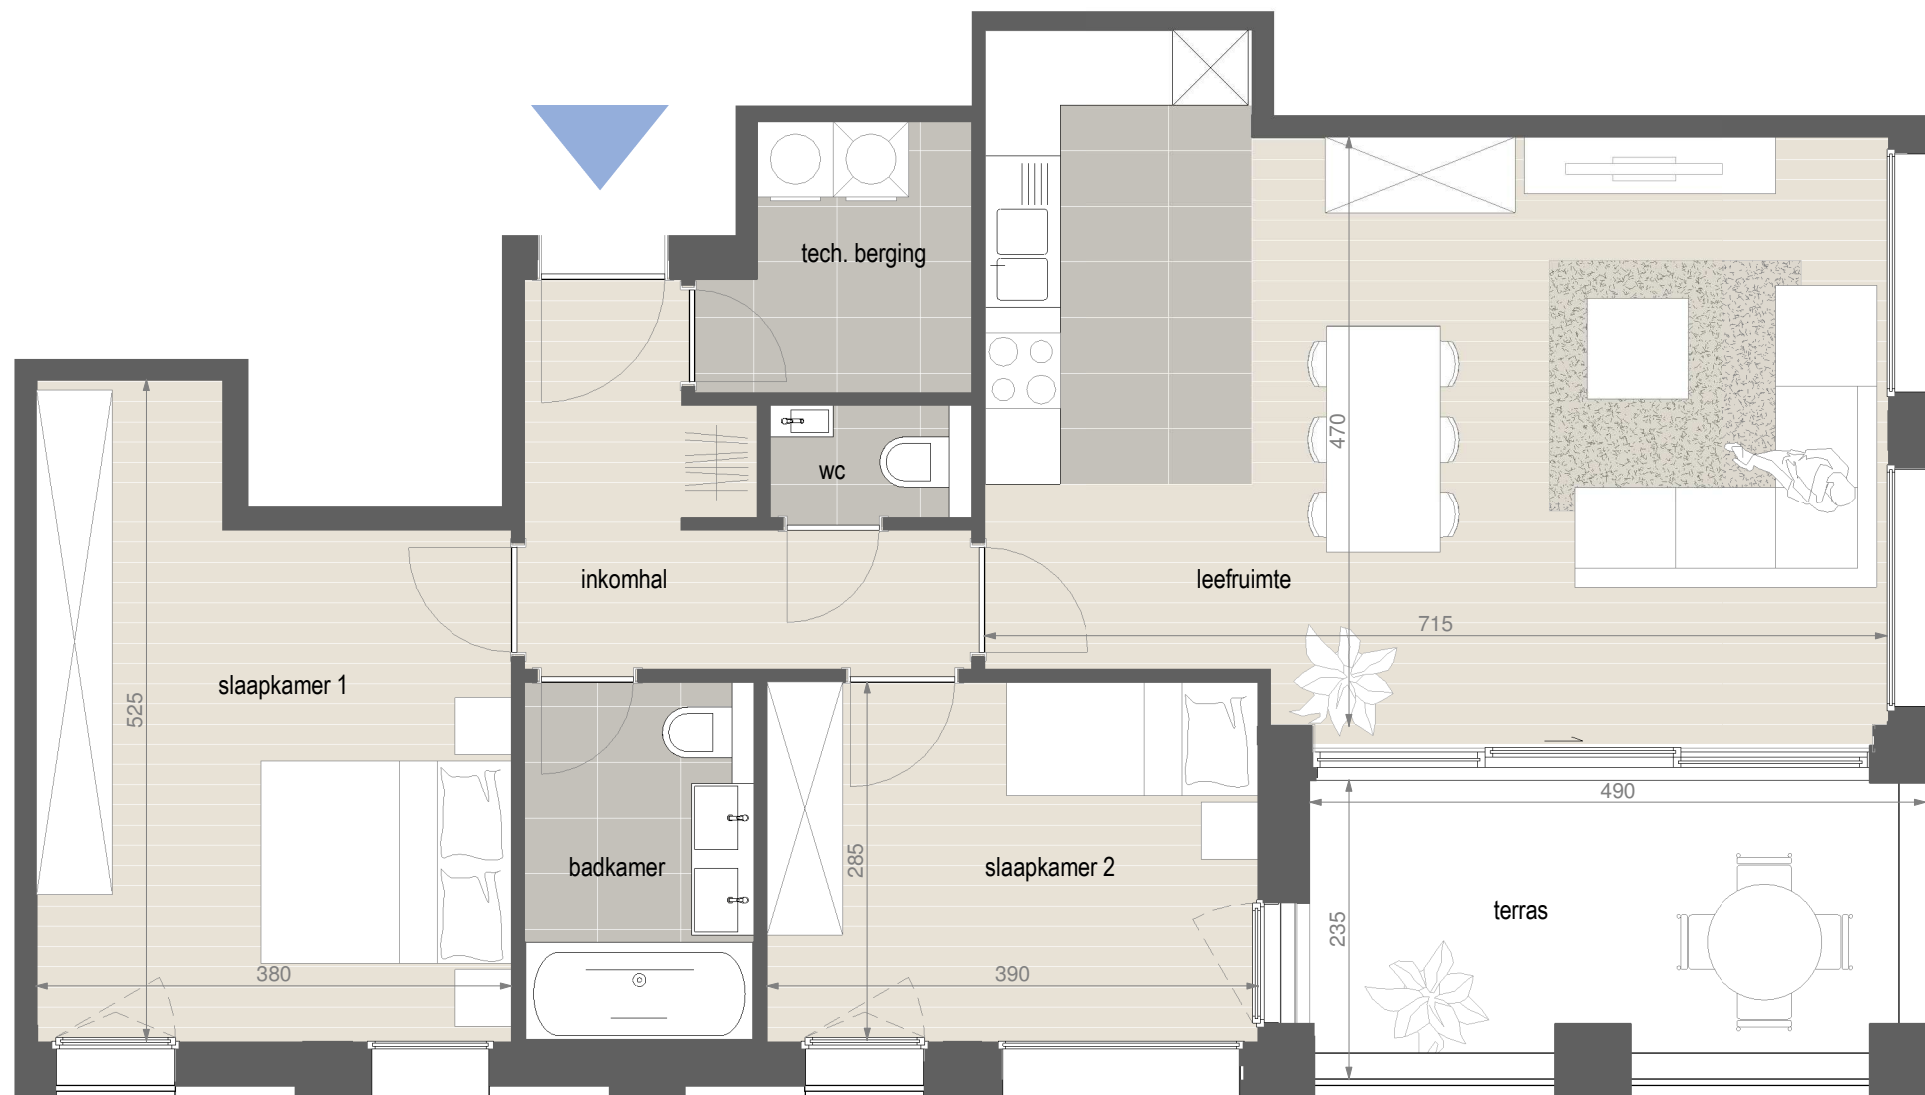 tech. berging
wc
470
inkomhal
leefruimte
715
slaapkamer 1
525
490
badkamer
285
slaapkamer 2
terras
235
380
390